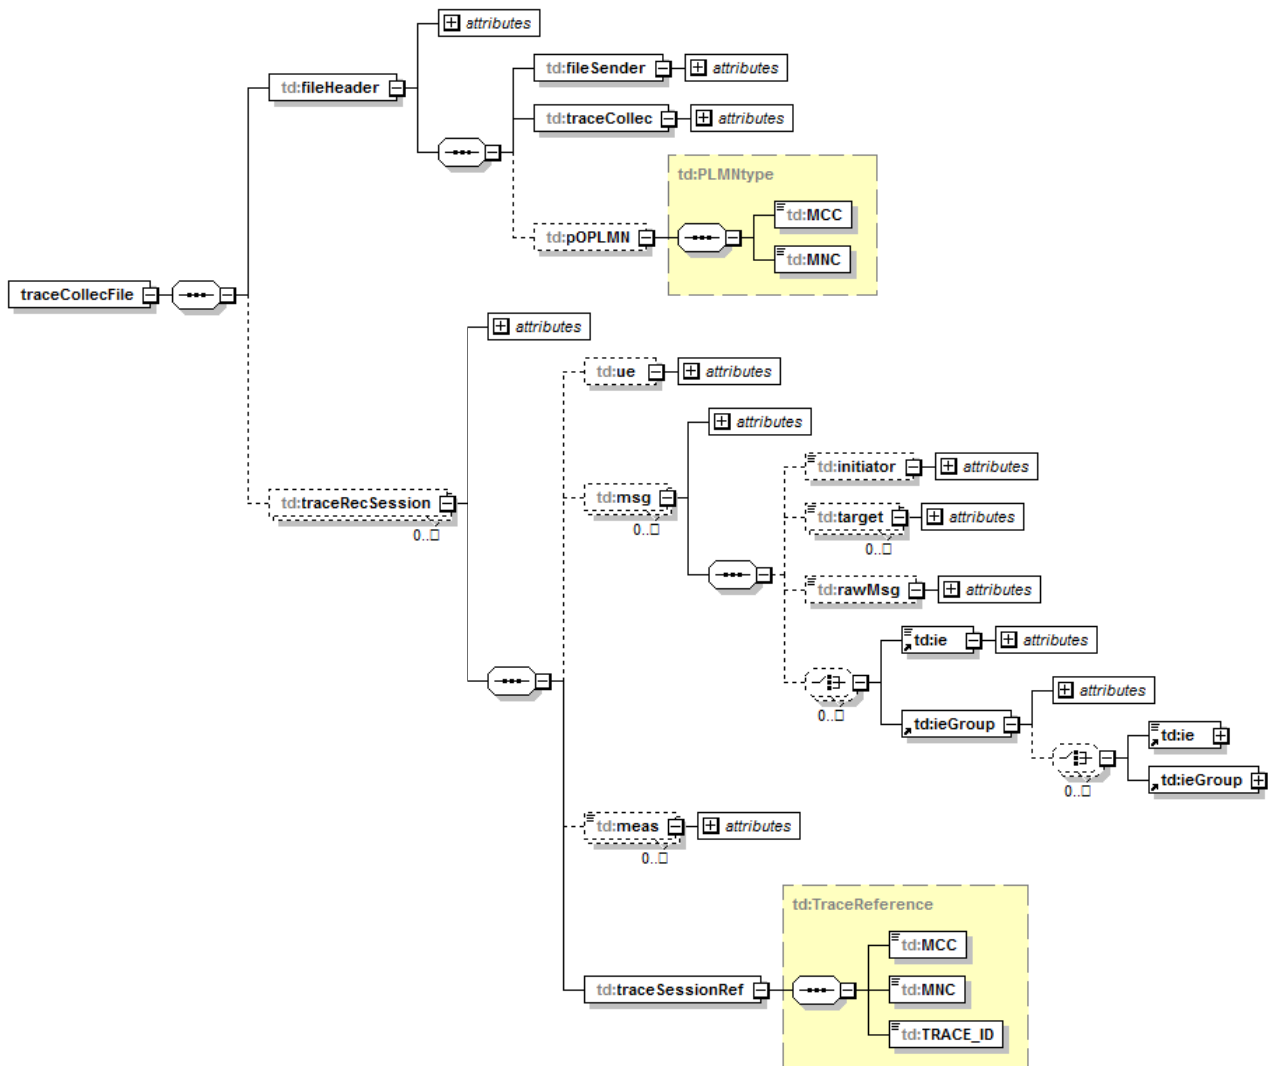 attributes
td:fileSender
attributes
td:fileHeader
td:traceCollec
attributes
td:PLMNtype
td:MCC
td:pOPLMN
td:MNC
traceCollecFile
attributes
td:ue
attributes
attributes
td:initiator
attributes
td:traceRecSession
0..□
td:msg
0..□
td:target
attributes
0..□
td:rawMsg
attributes
td:ie
attributes
attributes
0..□
td:ieGroup
td:ie
0..□
td:ieGroup
td:meas
attributes
0..□
td:TraceReference
td:MCC
td:traceSessionRef
td:MNC
td:TRACE_ID